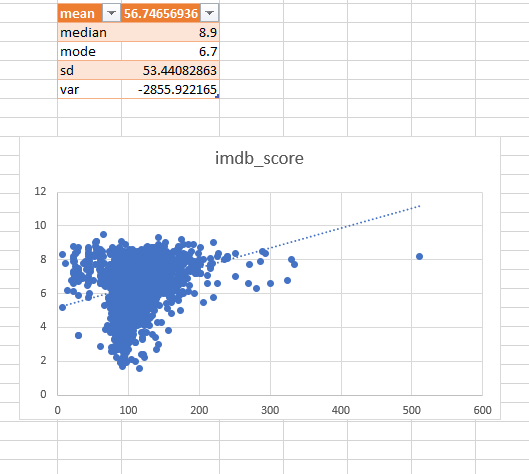 mean 56.74656936
median 8.9
mode 6.7
sd 53.44082863
var -2855.922165
imdb_score
12
10
8
6
4
2
0
0 100 200 300 400 500 600